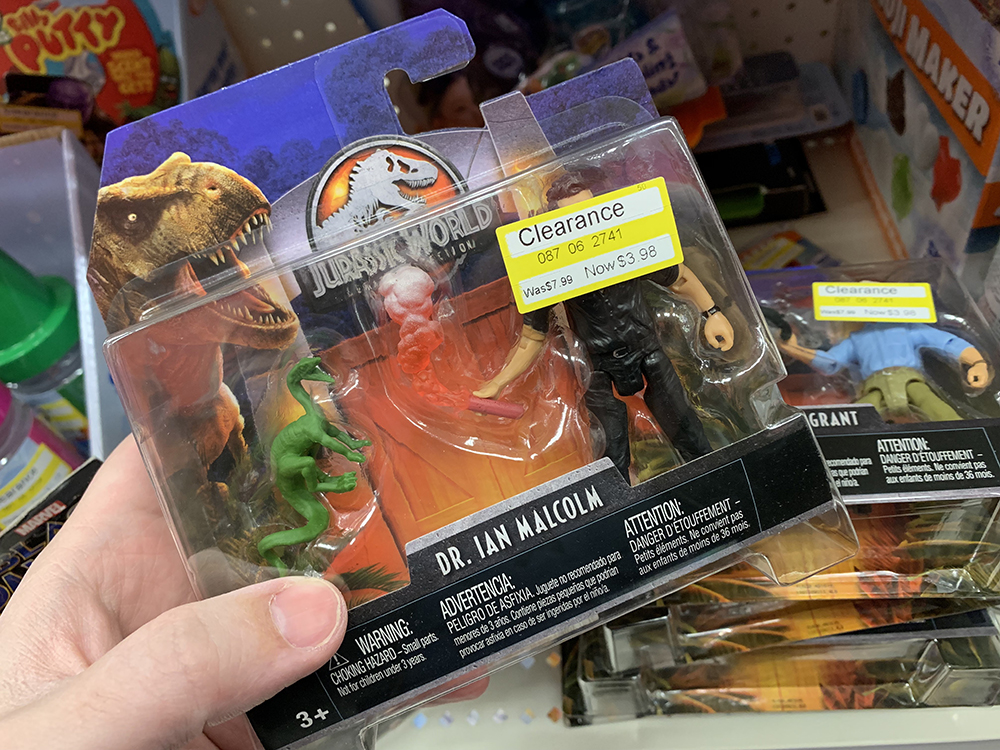 SILLY
PUTTY
JURASSIC WORLD
Clearance
50
087 06 2741
Was$7.99 Now $3.98
DR. IAN MALCOLM
WARNING:
CHOKING HAZARD – Small parts.
Not for children under 3 years.
3+
ADVERTENCIA:
PELIGRO DE ASFIXIA. Juguete no recomendado para
menores de 3 años. Contiene piezas pequeñas que podrían
provocar asfixia en caso de ser ingeridas por el niño/a.
ATTENTION:
DANGER D'ÉTOUFFEMENT –
Petits éléments. Ne convient pas
aux enfants de moins de 36 mois.
Clearance
087 06 2741
Was$7.99 Now $3.98
GRANT
ATTENTION:
DANGER D'ÉTOUFFEMENT –
Petits éléments. Ne convient pas
aux enfants de moins de 36 mois.
MAKER
MARVEL